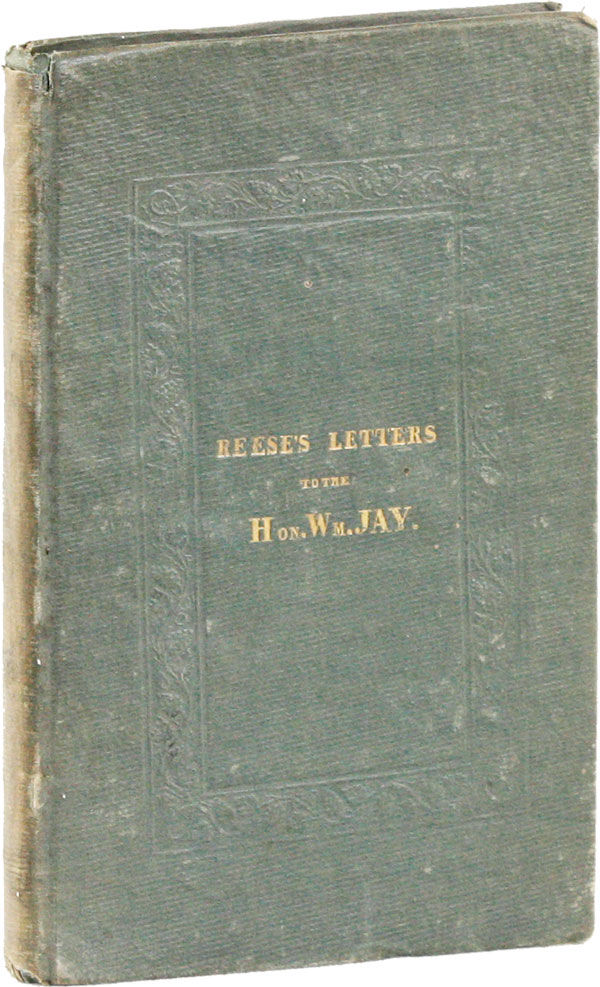 REESE'S LETTERS
TO THE
HON. WM. JAY.